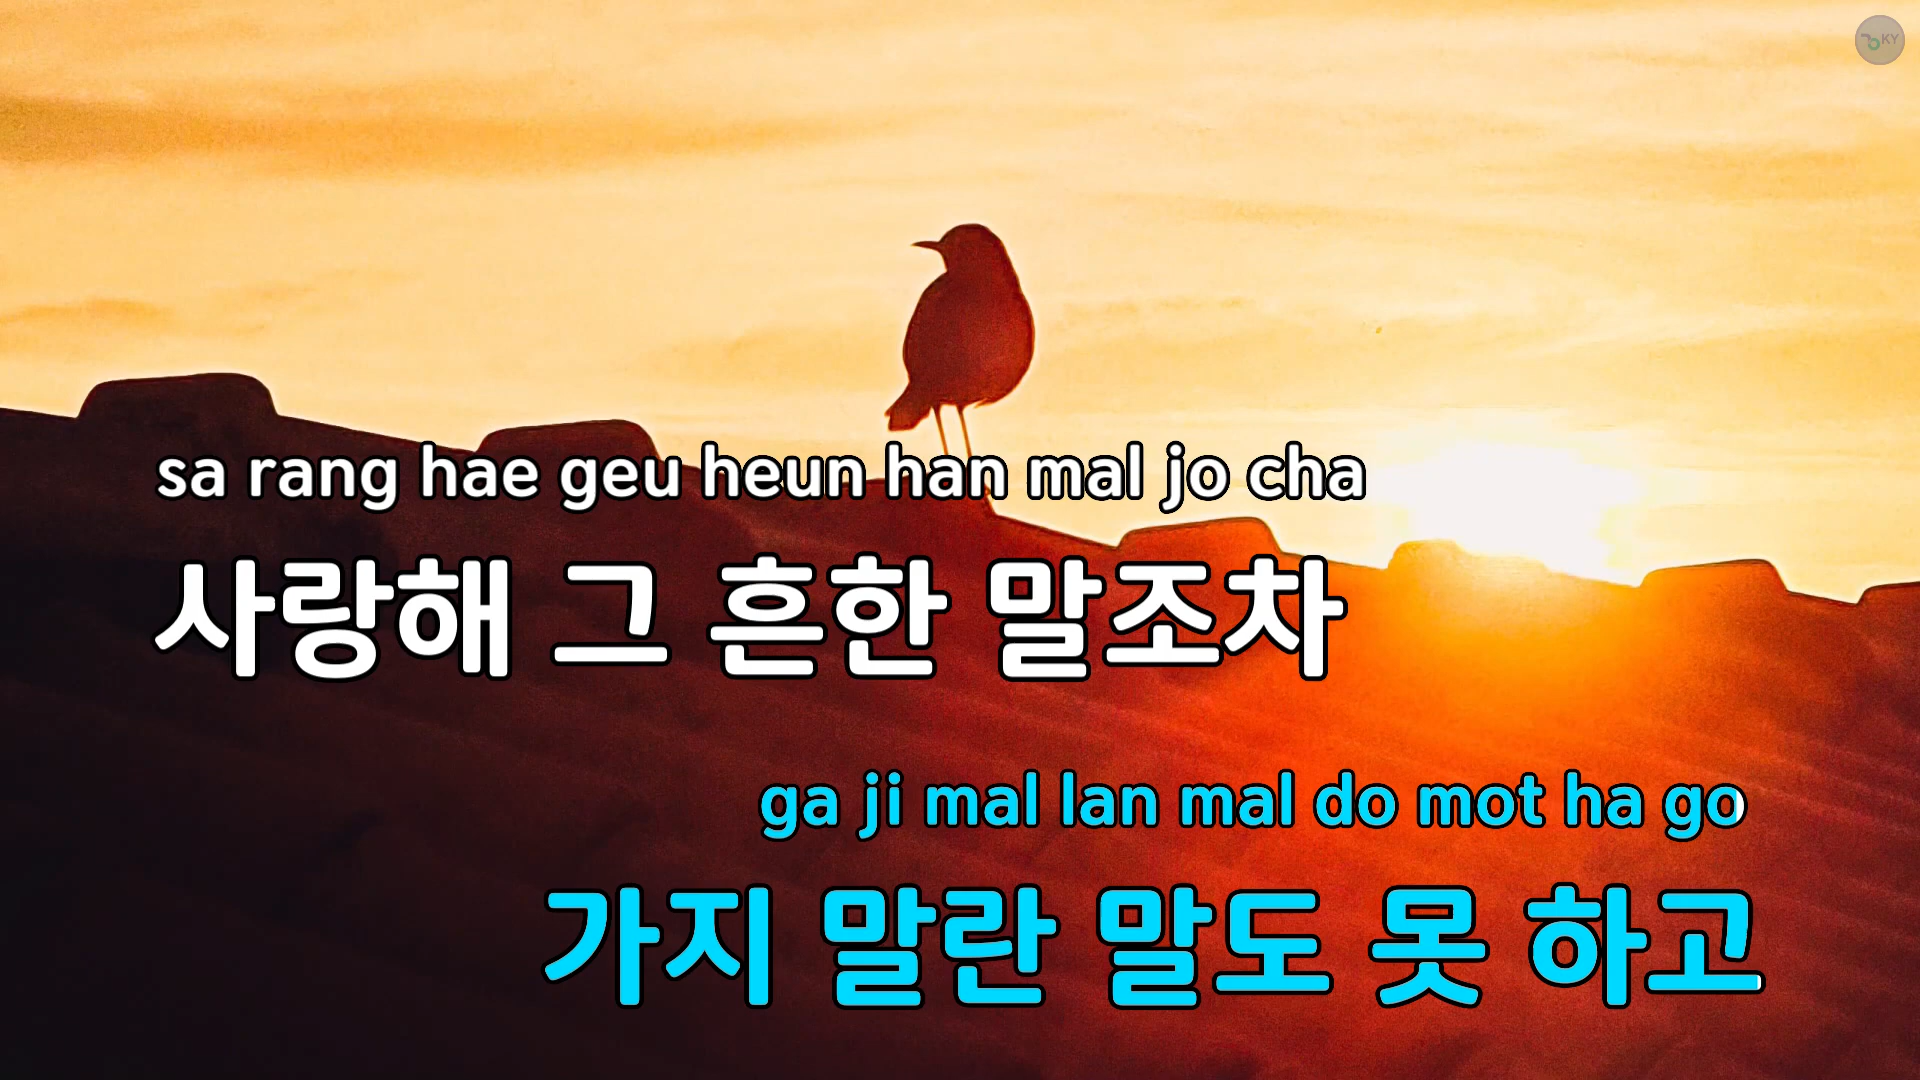 KY
sa rang hae geu heun han mal jo cha
사랑해 그 흔한 말조차
ga ji mal lan mal do mot ha go
가지 말란 말도 못 하고